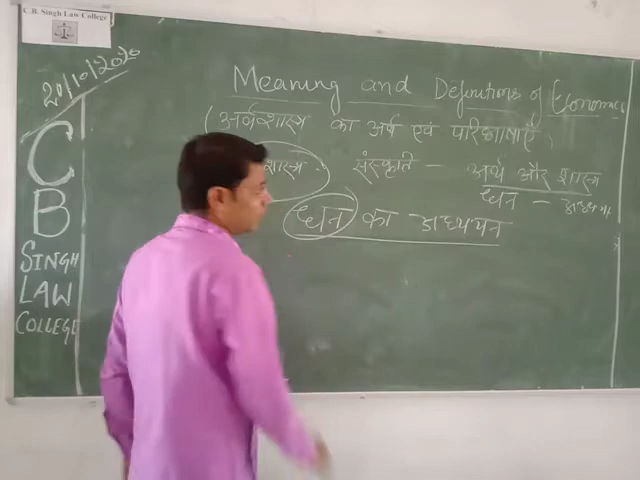 C.B. Singh Law College
20/10/2020
Meaning and Definitions of Economics
(अर्थशास्त्र का अर्थ एवं परिभाषाएँ)
शास्त्र संस्कृति — अर्थ और शास्त्र
धन — अध्ययन
धन का अध्ययन
C
B
SINGH
LAW
COLLEGE